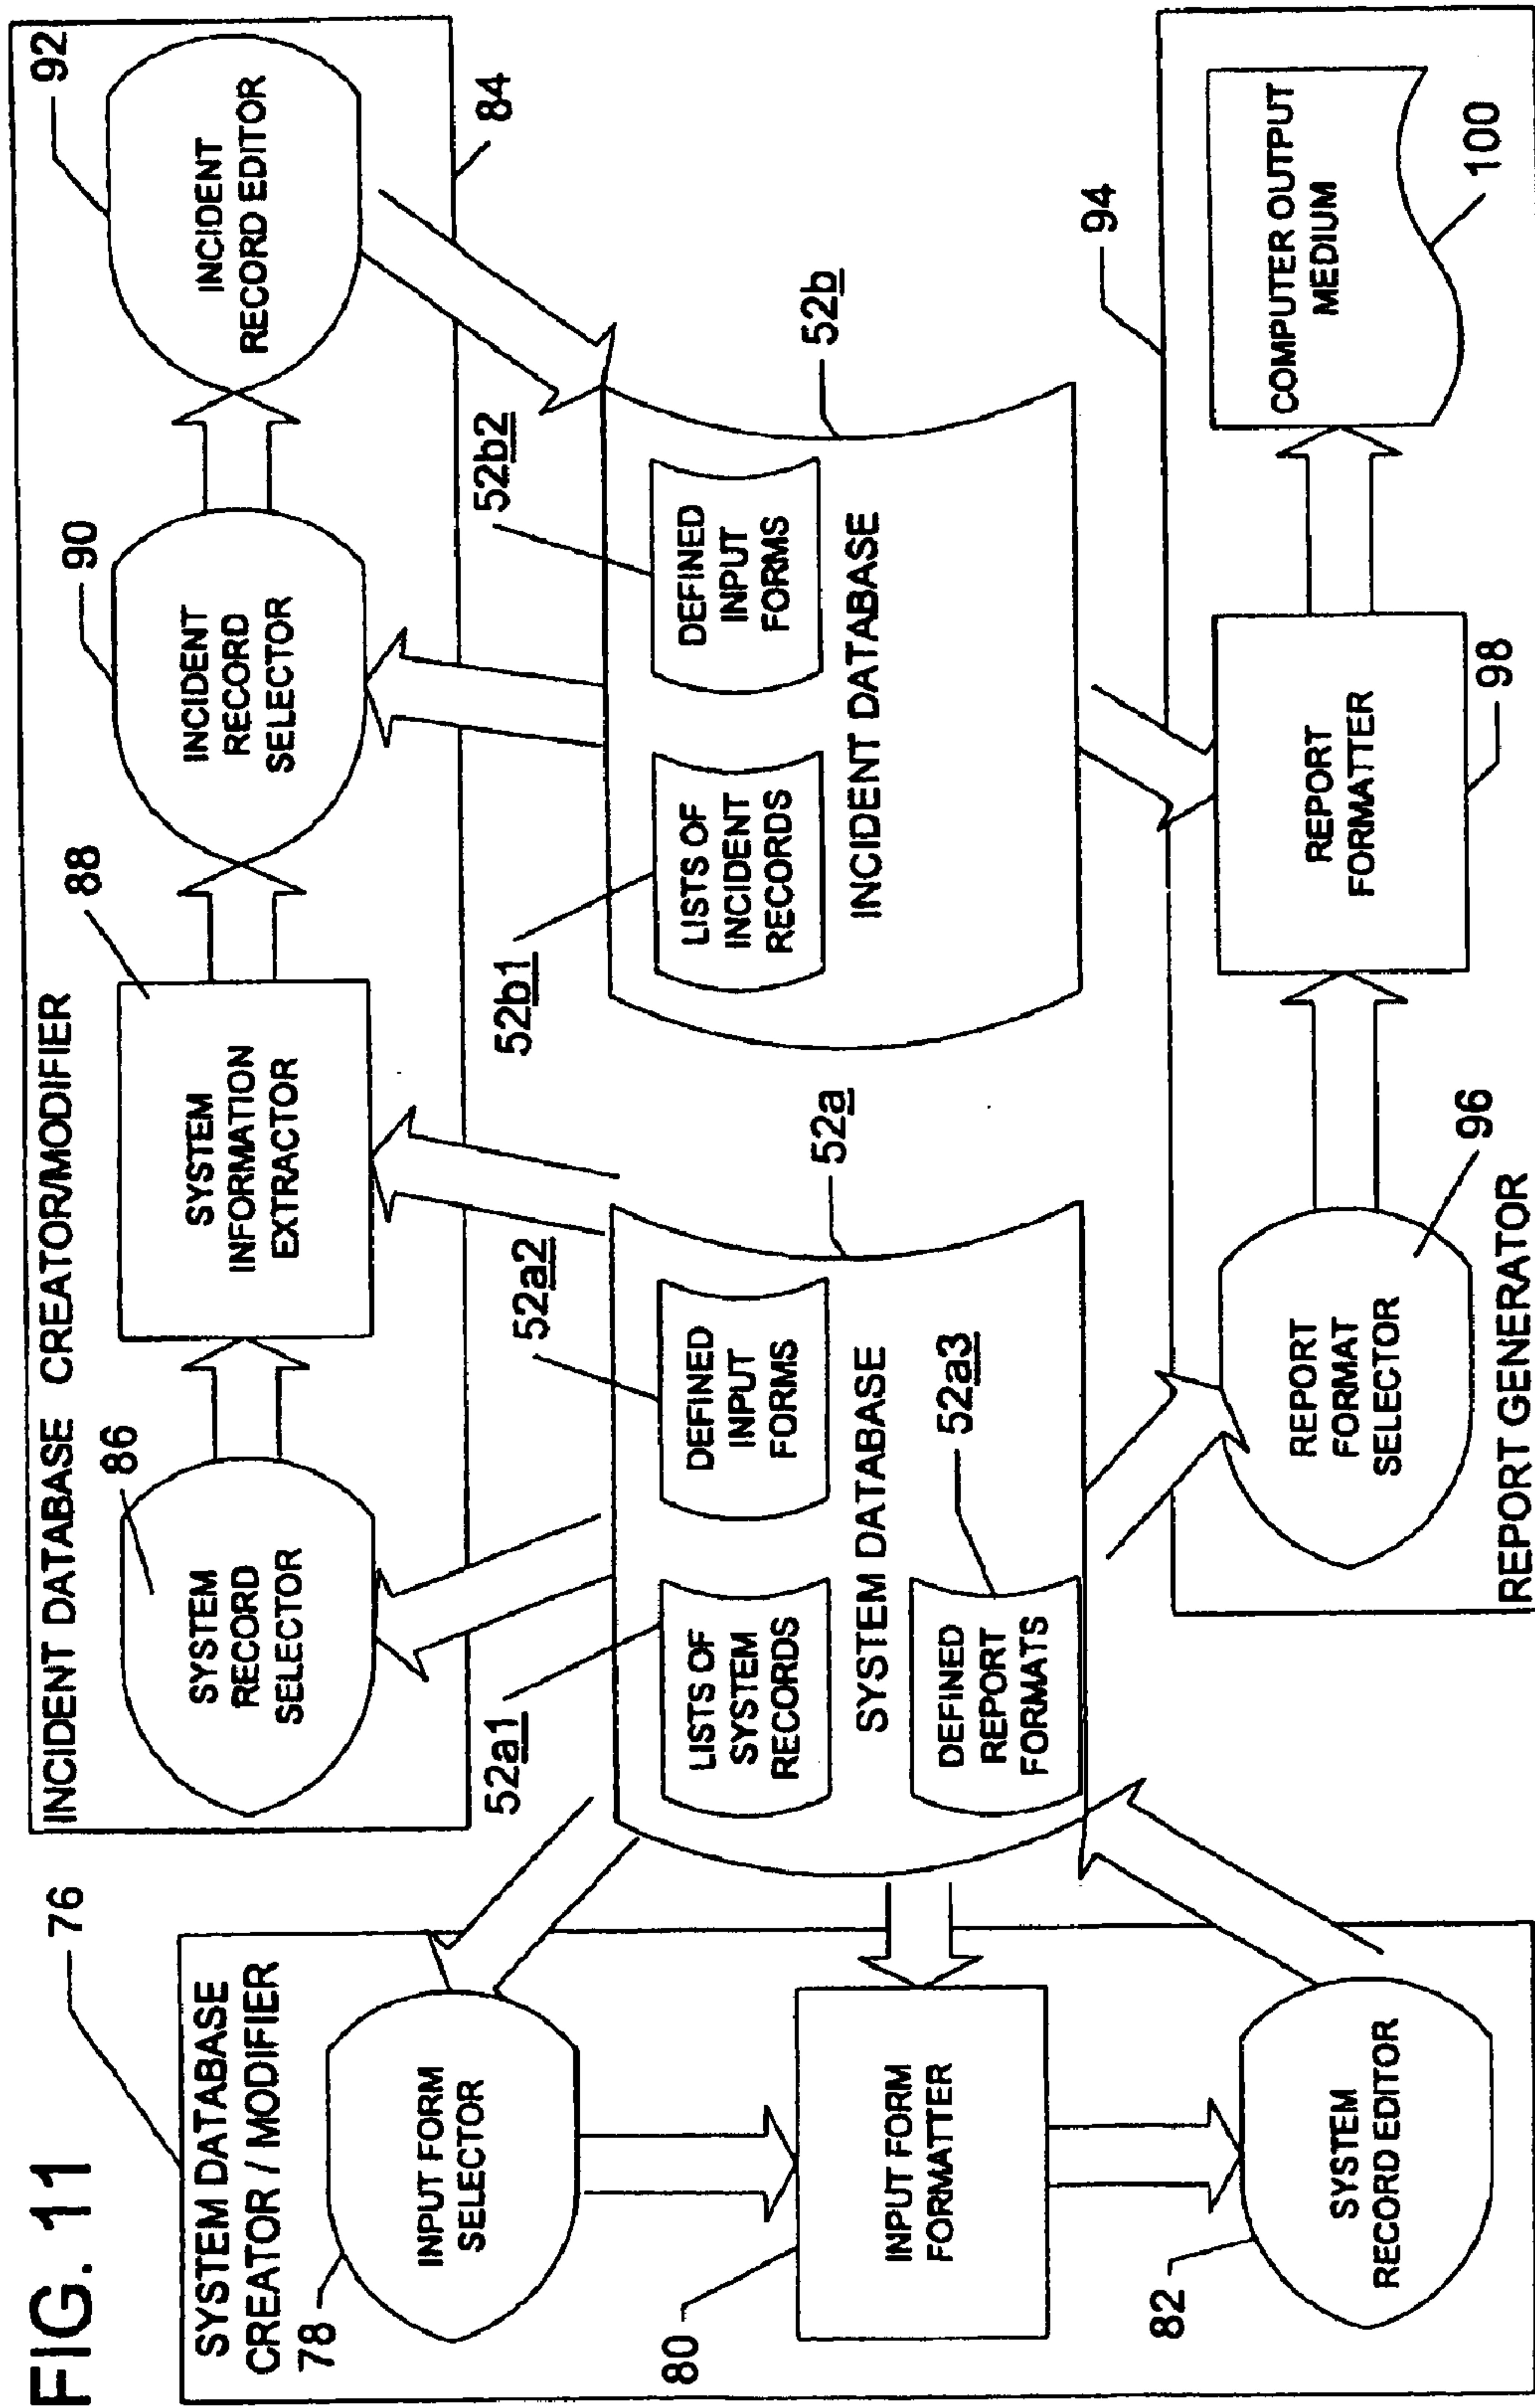 FIG. 11
76
SYSTEM DATABASE
CREATOR / MODIFIER
78
INPUT FORM
SELECTOR
80
INPUT FORM
FORMATTER
82
SYSTEM
RECORD EDITOR
INCIDENT DATABASE CREATOR/MODIFIER
84
86
SYSTEM
RECORD
SELECTOR
88
SYSTEM
INFORMATION
EXTRACTOR
90
INCIDENT
RECORD
SELECTOR
92
INCIDENT
RECORD EDITOR
52a1
LISTS OF
SYSTEM
RECORDS
52a2
DEFINED
INPUT
FORMS
52a
SYSTEM DATABASE
52a3
DEFINED
REPORT
FORMATS
52b1
LISTS OF
INCIDENT
RECORDS
52b2
DEFINED
INPUT
FORMS
52b
INCIDENT DATABASE
94
96
REPORT
FORMAT
SELECTOR
REPORT
FORMATTER
98
COMPUTER OUTPUT
MEDIUM
100
REPORT GENERATOR